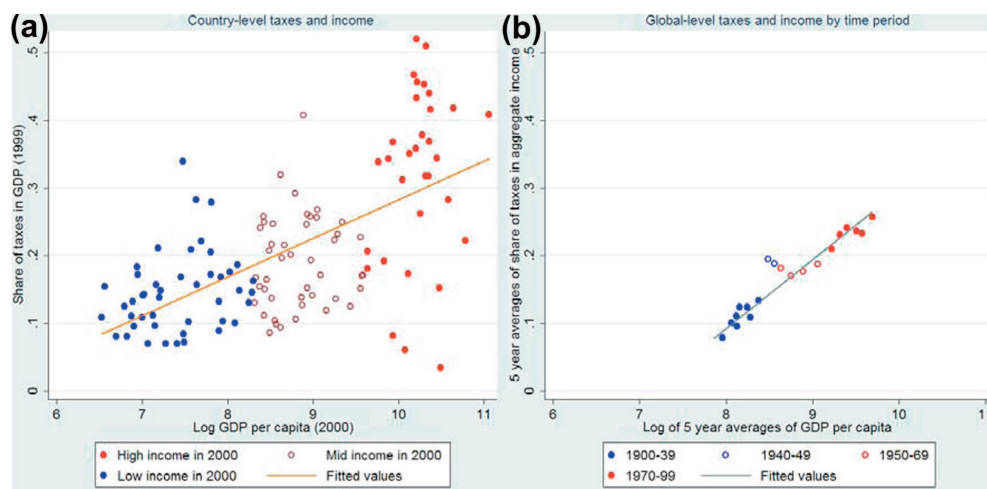 (a)
Country-level taxes and income
Share of taxes in GDP (1999)
.5
.4
.3
.2
.1
0
6 7 8 9 10 11
Log GDP per capita (2000)
High income in 2000 Mid income in 2000
Low income in 2000 Fitted values
(b)
Global-level taxes and income by time period
5 year averages of share of taxes in aggregate income
.5
.4
.3
.2
.1
0
6 7 8 9 10 11
Log of 5 year averages of GDP per capita
1900-39 1940-49 1950-69
1970-99 Fitted values